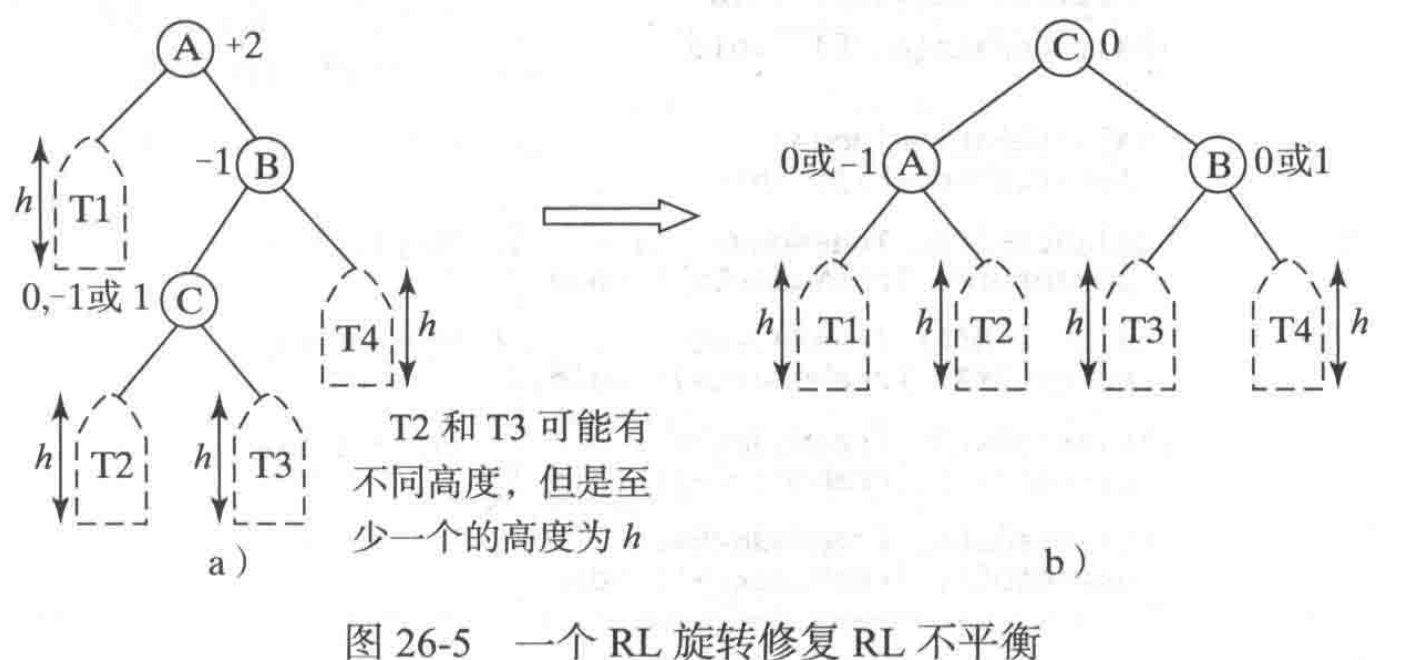 A +2
C 0
-1 B
0或-1 A
B 0或1
h T1
0,-1或 1 C
T4 h
h T1
h T2
h T3
T4 h
h T2
h T3
T2 和 T3 可能有
不同高度，但是至
少一个的高度为 h
a）
b）
图 26-5 一个 RL 旋转修复 RL 不平衡